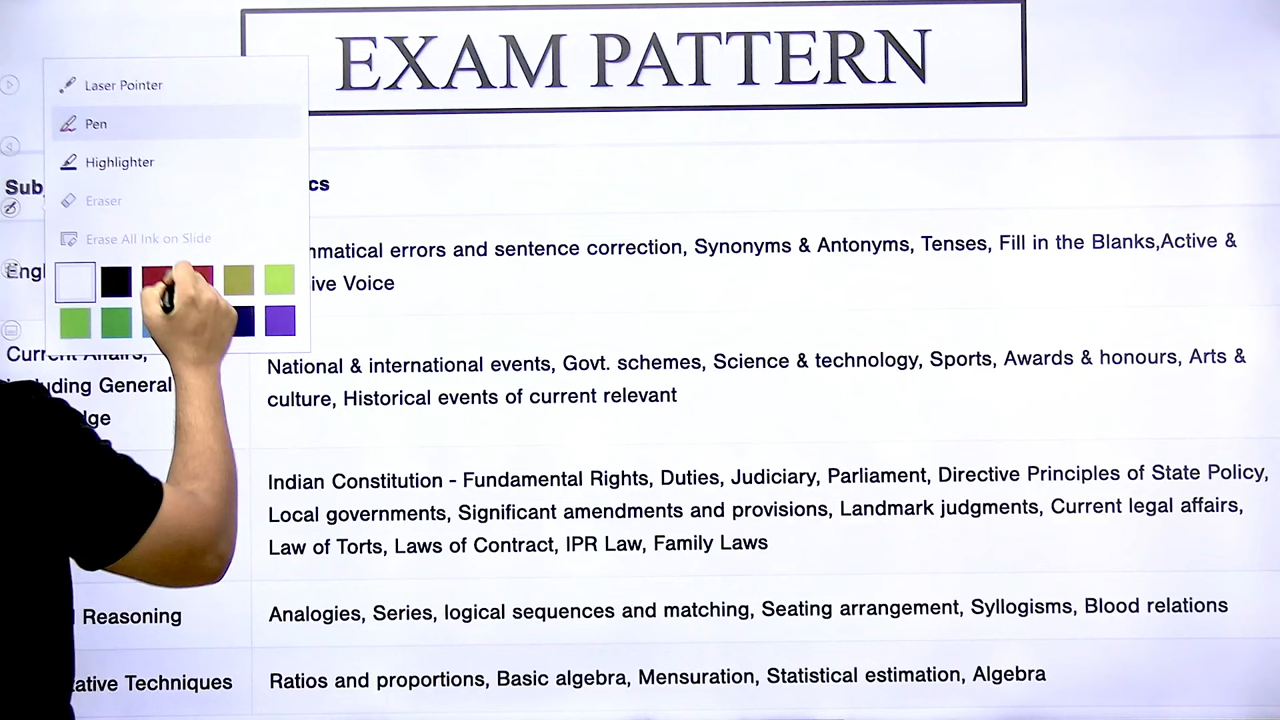 EXAM PATTERN
Laser Pointer
Pen
Highlighter
Eraser
Erase All Ink on Slide
mmatical errors and sentence correction, Synonyms & Antonyms, Tenses, Fill in the Blanks,Active &
ive Voice
Current Affairs,
National & international events, Govt. schemes, Science & technology, Sports, Awards & honours, Arts &
culture, Historical events of current relevant
uding General
Indian Constitution - Fundamental Rights, Duties, Judiciary, Parliament, Directive Principles of State Policy,
Local governments, Significant amendments and provisions, Landmark judgments, Current legal affairs,
Law of Torts, Laws of Contract, IPR Law, Family Laws
Reasoning
Analogies, Series, logical sequences and matching, Seating arrangement, Syllogisms, Blood relations
ative Techniques
Ratios and proportions, Basic algebra, Mensuration, Statistical estimation, Algebra